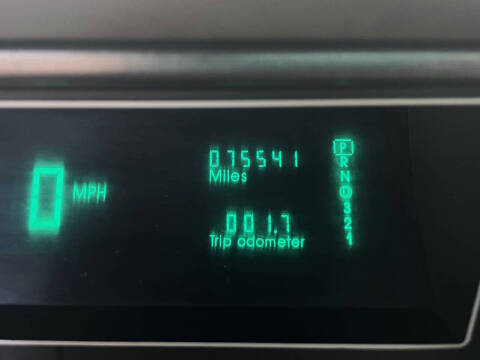 0 MPH
075541
Miles
001.7
Trip odometer
P
R
N
D
3
2
1